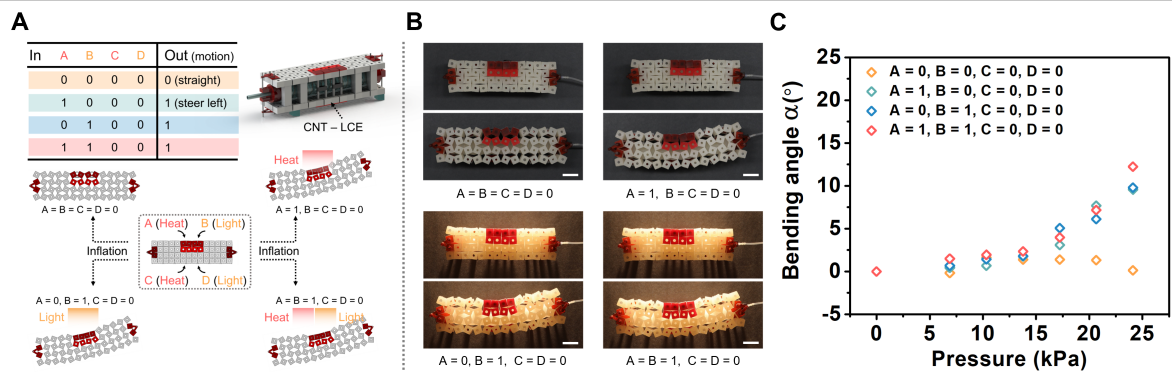 A
In A B C D Out (motion)
0 0 0 0 0 (straight)
1 0 0 0 1 (steer left)
0 1 0 0 1
1 1 0 0 1
CNT – LCE
Heat
A = B = C = D = 0
A = 1, B = C = D = 0
A (Heat) B (Light)
Inflation Inflation
C (Heat) D (Light)
A = 0, B = 1, C = D = 0
Light
A = B = 1, C = D = 0
Heat Light
B
A = B = C = D = 0
A = 1, B = C = D = 0
A = 0, B = 1, C = D = 0
A = B = 1, C = D = 0
C
A = 0, B = 0, C = 0, D = 0
A = 1, B = 0, C = 0, D = 0
A = 0, B = 1, C = 0, D = 0
A = 1, B = 1, C = 0, D = 0
Bending angle α(°)
25
20
15
10
5
0
-5
0 5 10 15 20 25
Pressure (kPa)